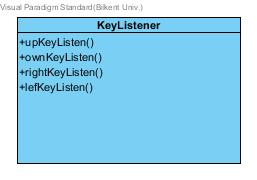 Visual Paradigm Standard(Bilkent Univ.)
KeyListener
+upKeyListen()
+ownKeyListen()
+rightKeyListen()
+lefKeyListen()